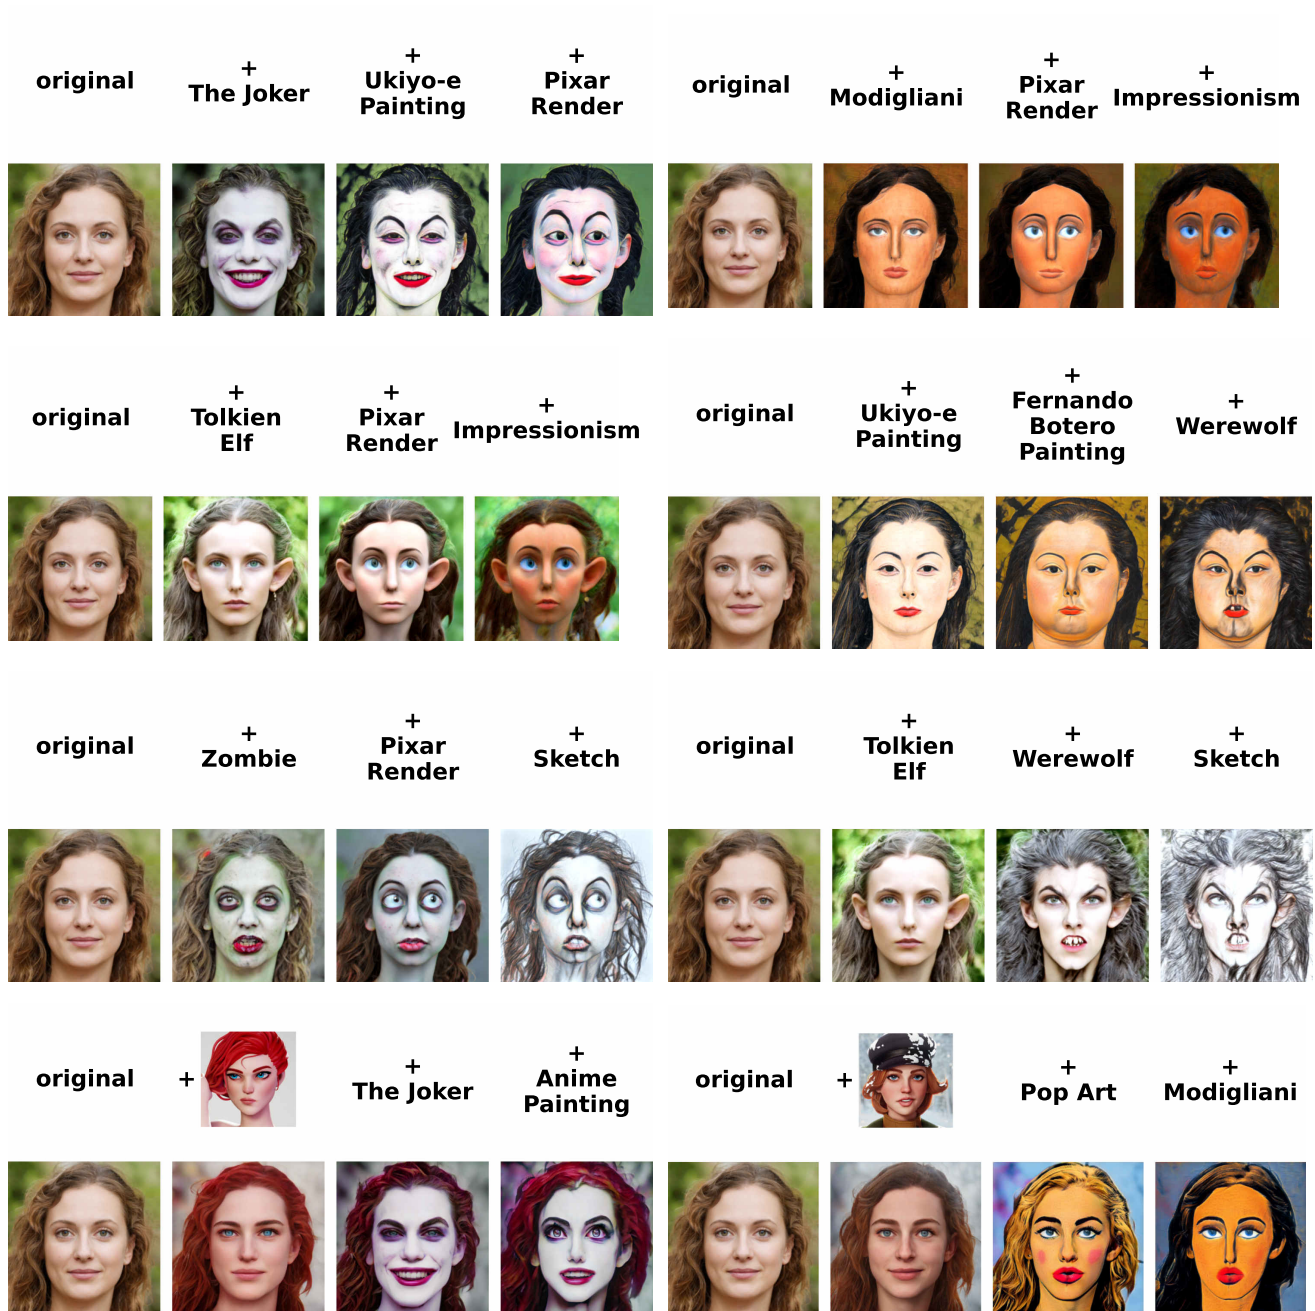 original
+
The Joker
+
Ukiyo-e
Painting
+
Pixar
Render
original
+
Modigliani
+
Pixar
Render
+
Impressionism
original
+
Tolkien
Elf
+
Pixar
Render
+
Impressionism
original
+
Ukiyo-e
Painting
+
Fernando
Botero
Painting
+
Werewolf
original
+
Zombie
+
Pixar
Render
+
Sketch
original
+
Tolkien
Elf
+
Werewolf
+
Sketch
original
+
+
The Joker
+
Anime
Painting
original
+
+
Pop Art
+
Modigliani